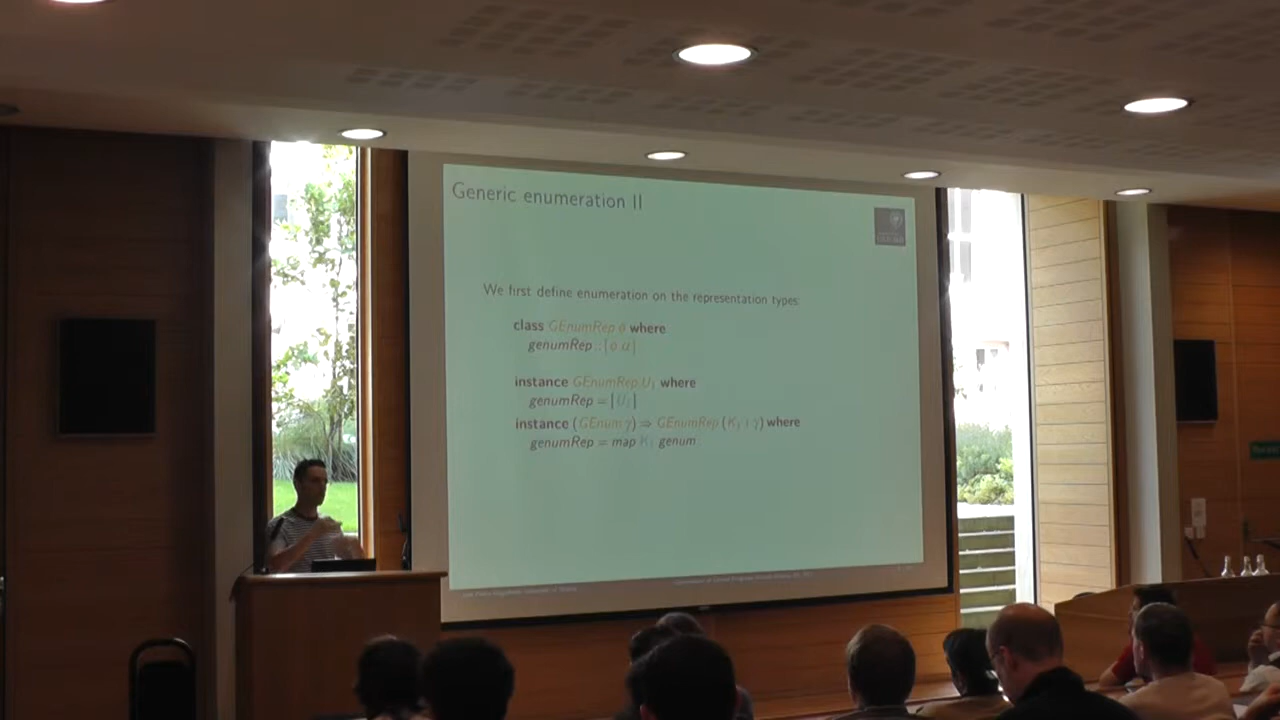 Generic enumeration II
We first define enumeration on the representation types
class GEnumRep φ where
genumRep :: [φ α]
instance GEnumRep U₁ where
genumRep = [U₁]
instance (GEnum γ) ⇒ GEnumRep (K₁ ι γ) where
genumRep = map K₁ genum